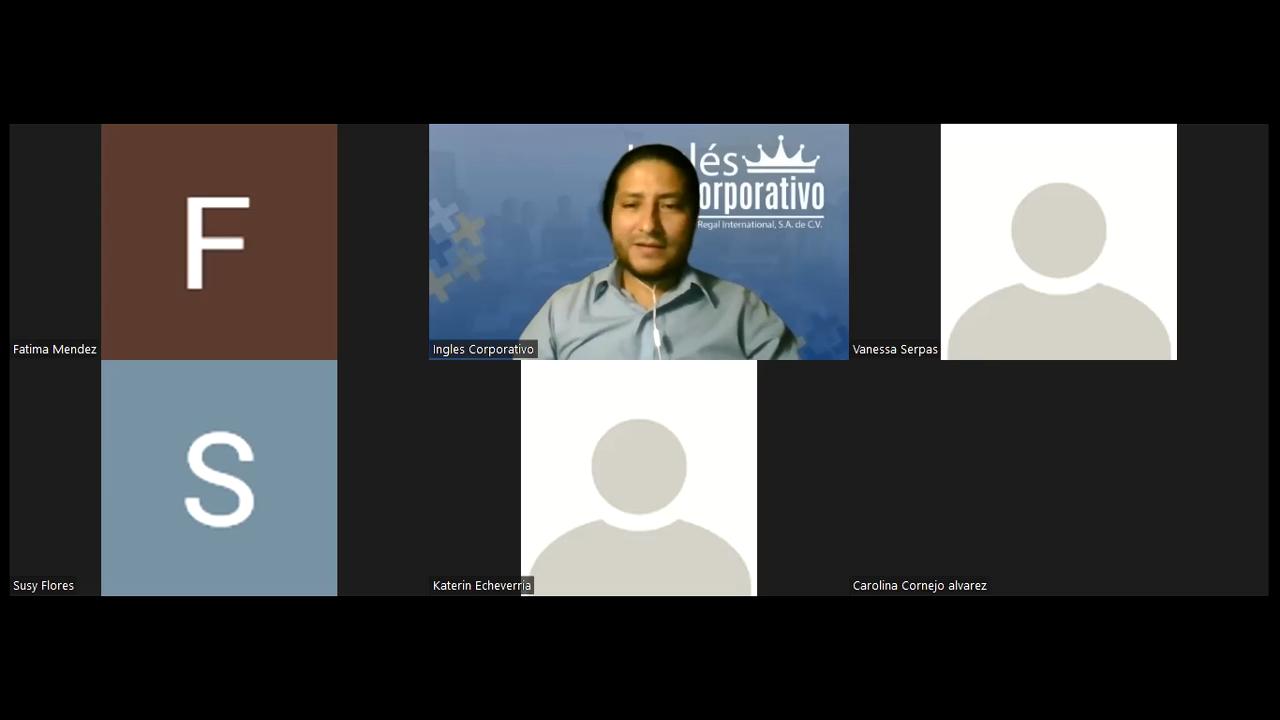 F
Fatima Mendez
lés
orporativo
Regal International, S.A. de C.V.
Ingles Corporativo
Vanessa Serpas
S
Susy Flores
Katerin Echeverria
Carolina Cornejo alvarez